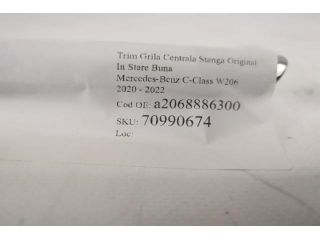 Trim Grila Centrala Stanga Original
In Stare Buna
Mercedes-Benz C-Class W206
2020 - 2022
Cod OE: a2068886300
SKU: 70990674
Loc: